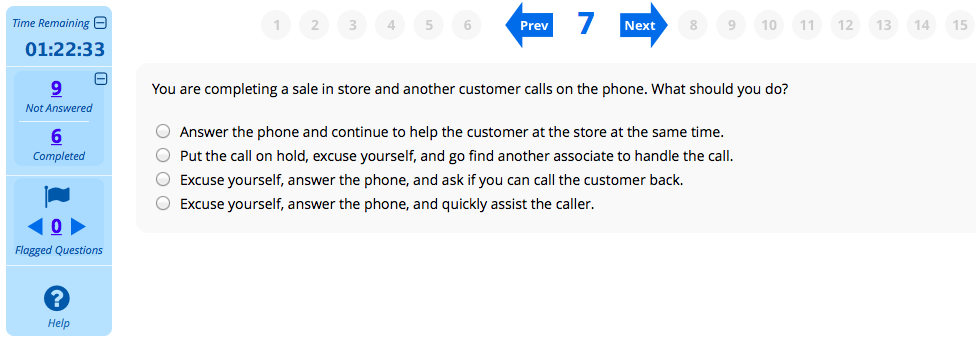 Time Remaining
01:22:33
9
Not Answered
6
Completed
0
Flagged Questions
?
Help
1 2 3 4 5 6 Prev 7 Next 8 9 10 11 12 13 14 15
You are completing a sale in store and another customer calls on the phone. What should you do?
Answer the phone and continue to help the customer at the store at the same time.
Put the call on hold, excuse yourself, and go find another associate to handle the call.
Excuse yourself, answer the phone, and ask if you can call the customer back.
Excuse yourself, answer the phone, and quickly assist the caller.